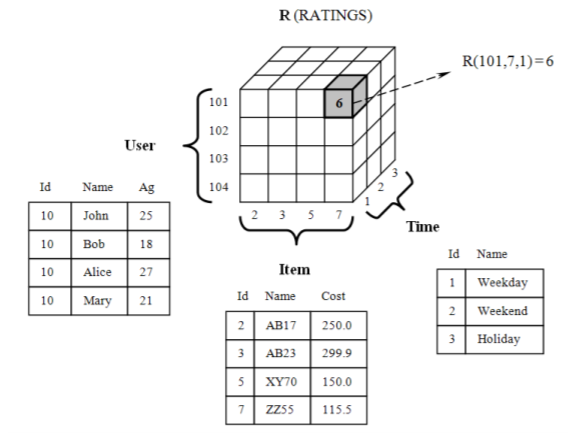 R (RATINGS)
R(101,7,1)=6
6
101
102
103
104
User
2 3 5 7
1
2
3
Time
Item
Id Name Ag
10 John 25
10 Bob 18
10 Alice 27
10 Mary 21
Id Name Cost
2 AB17 250.0
3 AB23 299.9
5 XY70 150.0
7 ZZ55 115.5
Id Name
1 Weekday
2 Weekend
3 Holiday